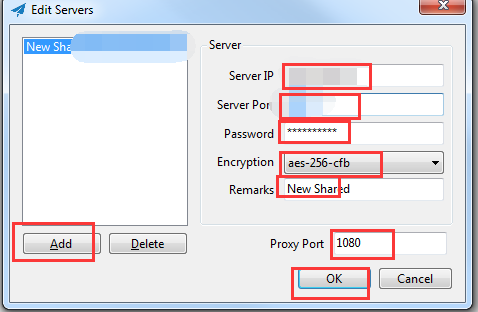 Edit Servers
New Sha
Server
Server IP
Server Por
Password
**********
Encryption
aes-256-cfb
Remarks
New Shared
Add
Delete
Proxy Port
1080
OK
Cancel